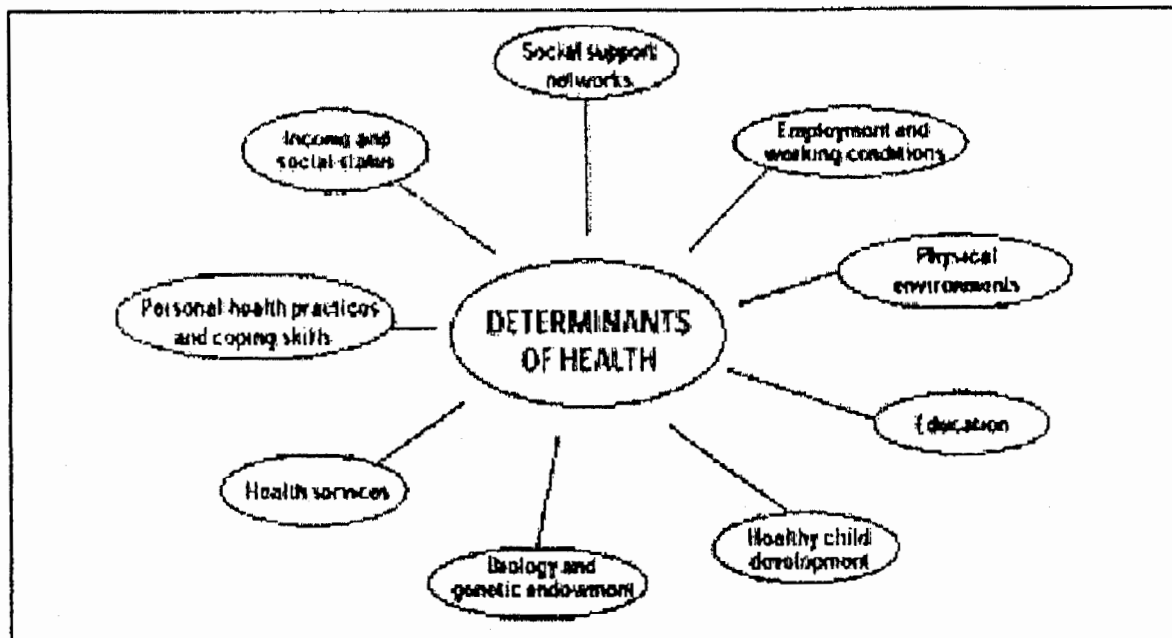 Social support
networks
Income and
social status
Employment and
working conditions
Physical
environments
Personal health practices
and coping skills
DETERMINANTS
OF HEALTH
Education
Health services
Healthy child
development
Biology and
genetic endowment